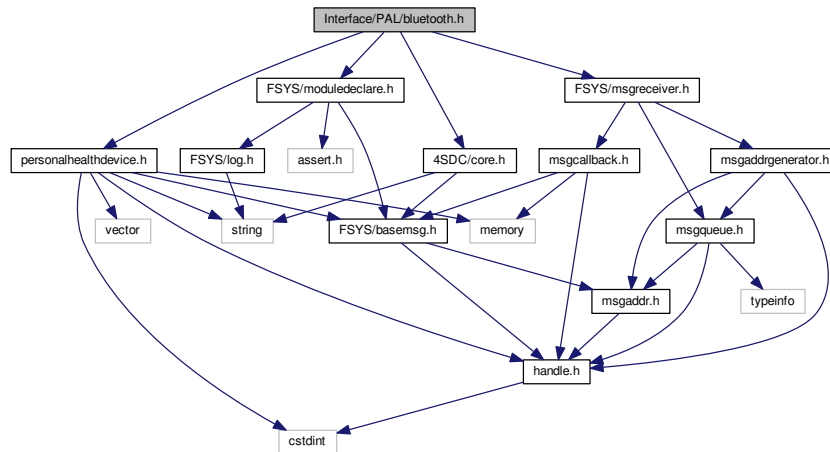 Interface/PAL/bluetooth.h
FSYS/moduledeclare.h
FSYS/msgreceiver.h
personalhealthdevice.h
FSYS/log.h
assert.h
4SDC/core.h
msgcallback.h
msgaddrgenerator.h
vector
string
FSYS/basemsg.h
memory
msgqueue.h
msgaddr.h
typeinfo
handle.h
cstdint